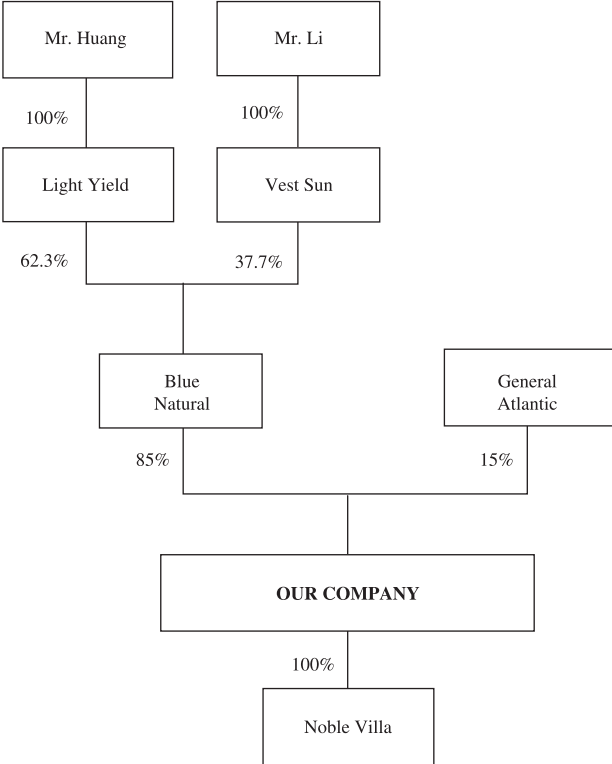 Mr. Huang
Mr. Li
100%
100%
Light Yield
Vest Sun
62.3%
37.7%
Blue
Natural
General
Atlantic
85%
15%
OUR COMPANY
100%
Noble Villa